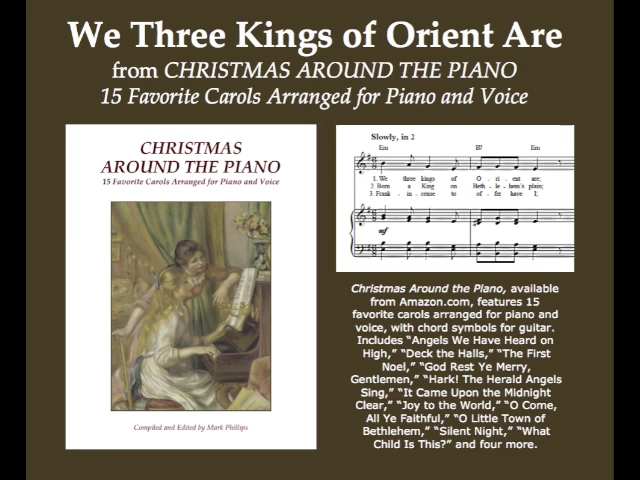 We Three Kings of Orient Are
from CHRISTMAS AROUND THE PIANO
15 Favorite Carols Arranged for Piano and Voice
CHRISTMAS
AROUND THE PIANO
15 Favorite Carols Arranged for Piano and Voice
Compiled and Edited by Mark Phillips
Slowly, in 2
Em B7 Em
1. We three kings of O - ri - ent are;
2. Born a King on Beth - le - hem's plain;
3. Frank - in - cense to of - fer have I;
mf
Christmas Around the Piano, available
from Amazon.com, features 15
favorite carols arranged for piano and
voice, with chord symbols for guitar.
Includes “Angels We Have Heard on
High,” “Deck the Halls,” “The First
Noel,” “God Rest Ye Merry,
Gentlemen,” “Hark! The Herald Angels
Sing,” “It Came Upon the Midnight
Clear,” “Joy to the World,” “O Come,
All Ye Faithful,” “O Little Town of
Bethlehem,” “Silent Night,” “What
Child Is This?” and four more.